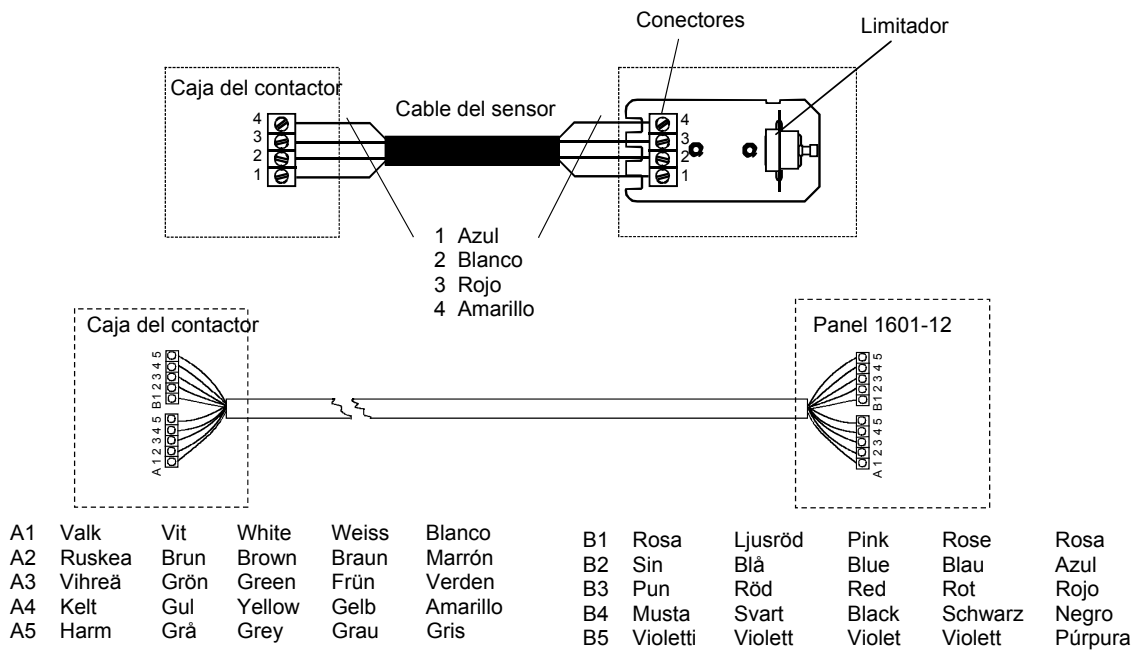 Conectores
Limitador
Caja del contactor
Cable del sensor
4
3
2
1
4
3
2
1
1 Azul
2 Blanco
3 Rojo
4 Amarillo
Caja del contactor
Panel 1601-12
B 1 2 3 4 5
A 1 2 3 4 5
B 1 2 3 4 5
A 1 2 3 4 5
A1 Valk Vit White Weiss Blanco
A2 Ruskea Brun Brown Braun Marrón
A3 Vihreä Grön Green Frün Verden
A4 Kelt Gul Yellow Gelb Amarillo
A5 Harm Grå Grey Grau Gris
B1 Rosa Ljusröd Pink Rose Rosa
B2 Sin Blå Blue Blau Azul
B3 Pun Röd Red Rot Rojo
B4 Musta Svart Black Schwarz Negro
B5 Violetti Violett Violet Violett Púrpura